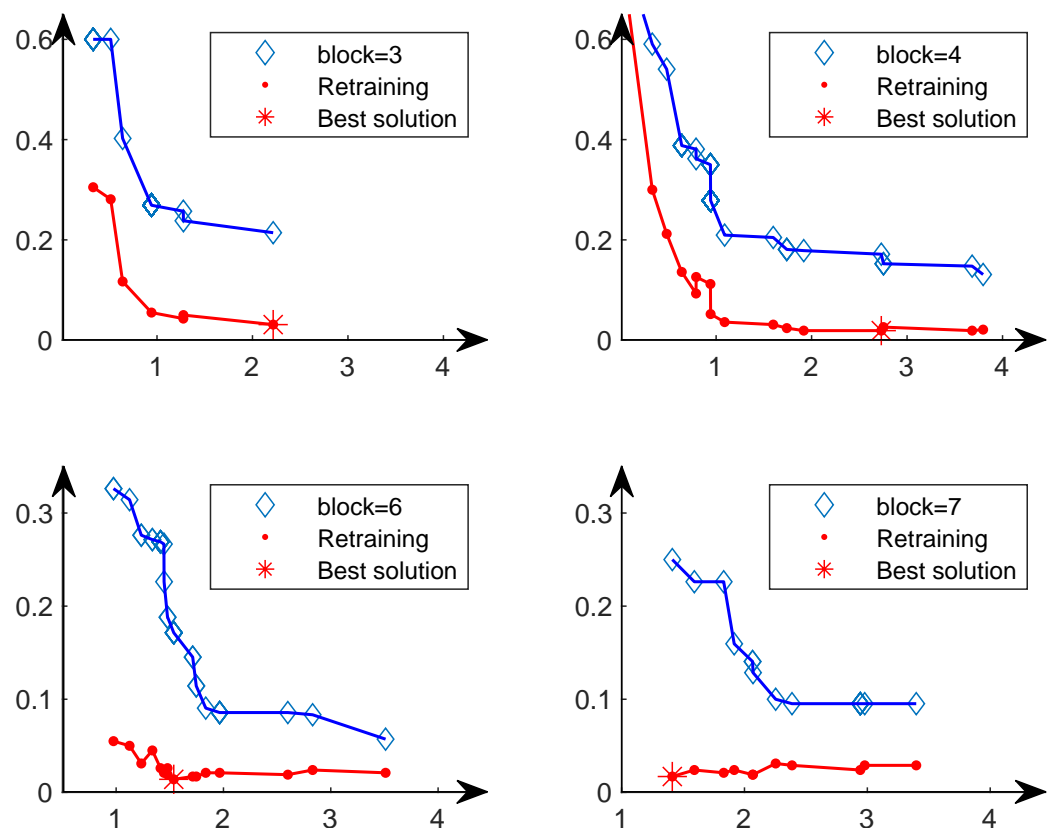 0.6
0.4
0.2
0
1
2
3
4
block=3
Retraining
Best solution
0.6
0.4
0.2
0
1
2
3
4
block=4
Retraining
Best solution
0.3
0.2
0.1
0
1
2
3
4
block=6
Retraining
Best solution
0.3
0.2
0.1
0
1
2
3
4
block=7
Retraining
Best solution